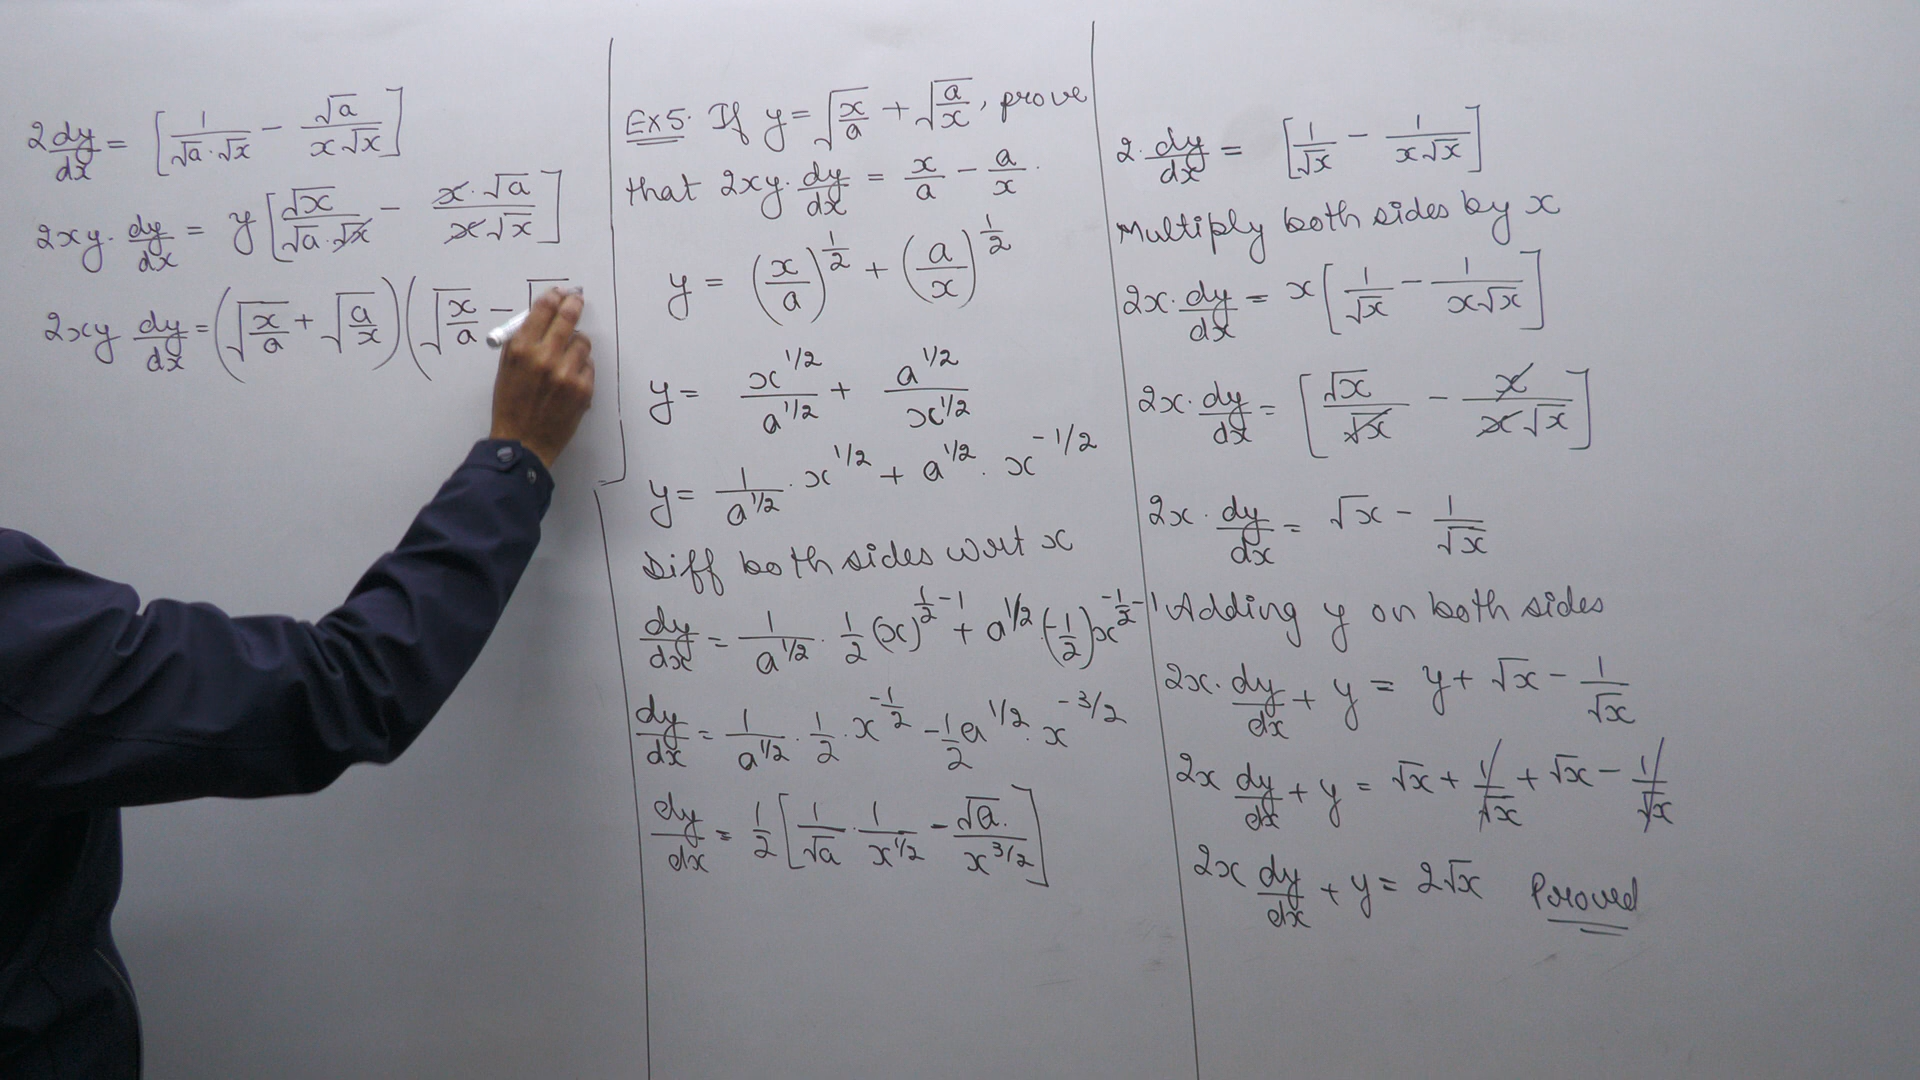 2 dy/dx = [1/(√a·√x) - √a/(x√x)]
2xy·dy/dx = y[√x/(√a·√x) - x·√a/(x√x)]
2xy dy/dx = (√(x/a) + √(a/x))(√(x/a) - √
Ex5. If y = √(x/a) + √(a/x), prove
that 2xy·dy/dx = x/a - a/x.
y = (x/a)^(1/2) + (a/x)^(1/2)
y = x^(1/2)/a^(1/2) + a^(1/2)/x^(1/2)
y = 1/a^(1/2)·x^(1/2) + a^(1/2)·x^(-1/2)
Diff both sides wrt x
dy/dx = 1/a^(1/2)·1/2(x)^(1/2-1) + a^(1/2)·(-1/2)x^(-1/2-1)
dy/dx = 1/a^(1/2)·1/2·x^(-1/2) - 1/2 a^(1/2)·x^(-3/2)
dy/dx = 1/2[1/√a·1/x^(1/2) - √a./x^(3/2)]
2·dy/dx = [1/√x - 1/(x√x)]
Multiply both sides by x
2x·dy/dx = x[1/√x - 1/(x√x)]
2x·dy/dx = [√x/√x - x/(x√x)]
2x·dy/dx = √x - 1/√x
Adding y on both sides
2x·dy/dx + y = y + √x - 1/√x
2x dy/dx + y = √x + 1/√x + √x - 1/√x
2x dy/dx + y = 2√x Proved